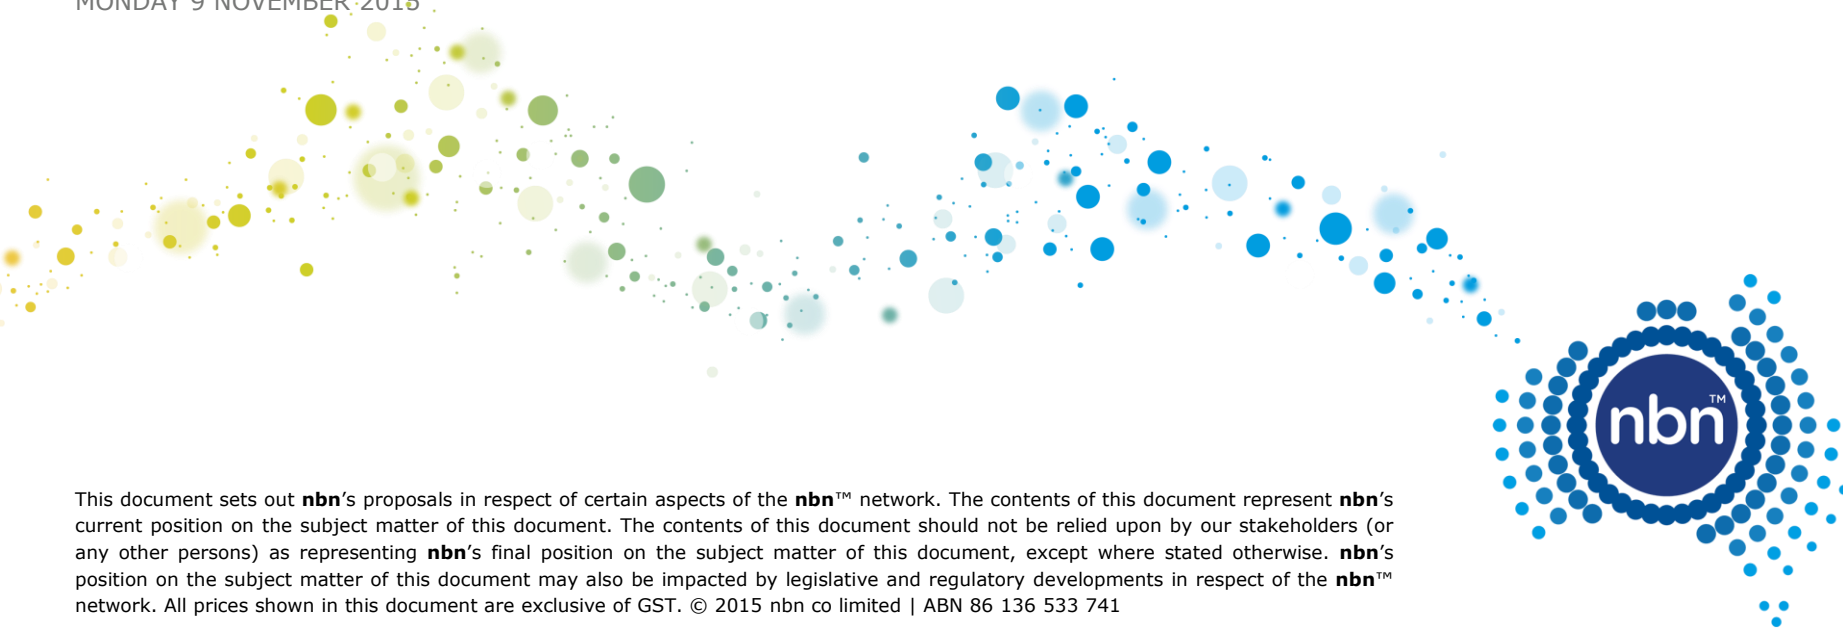 MONDAY 9 NOVEMBER 2015
nbn™
This document sets out nbn’s proposals in respect of certain aspects of the nbn™ network. The contents of this document represent nbn’s
current position on the subject matter of this document. The contents of this document should not be relied upon by our stakeholders (or
any other persons) as representing nbn’s final position on the subject matter of this document, except where stated otherwise. nbn’s
position on the subject matter of this document may also be impacted by legislative and regulatory developments in respect of the nbn™
network. All prices shown in this document are exclusive of GST. © 2015 nbn co limited | ABN 86 136 533 741